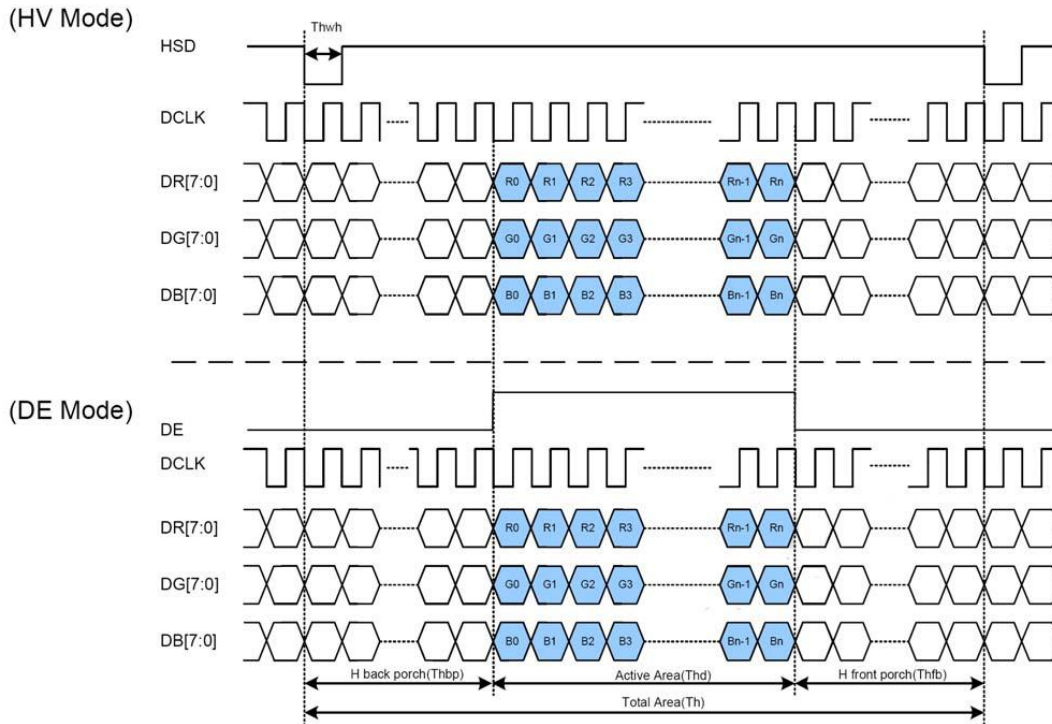 (HV Mode)
Thwh
HSD
DCLK
DR[7:0] R0 R1 R2 R3 Rn-1 Rn
DG[7:0] G0 G1 G2 G3 Gn-1 Gn
DB[7:0] B0 B1 B2 B3 Bn-1 Bn
(DE Mode)
DE
DCLK
DR[7:0] R0 R1 R2 R3 Rn-1 Rn
DG[7:0] G0 G1 G2 G3 Gn-1 Gn
DB[7:0] B0 B1 B2 B3 Bn-1 Bn
H back porch(Thbp) Active Area(Thd) H front porch(Thfb)
Total Area(Th)